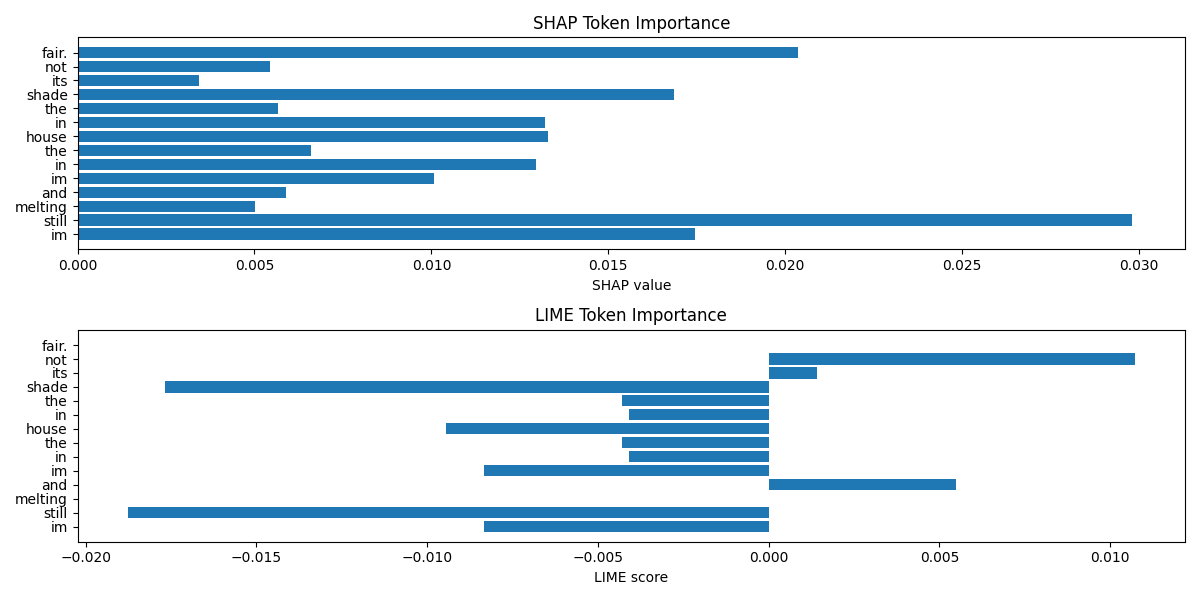 SHAP Token Importance
fair.
not
its
shade
the
in
house
the
in
im
and
melting
still
im
0.000 0.005 0.010 0.015 0.020 0.025 0.030
SHAP value
LIME Token Importance
fair.
not
its
shade
the
in
house
the
in
im
and
melting
still
im
−0.020 −0.015 −0.010 −0.005 0.000 0.005 0.010
LIME score